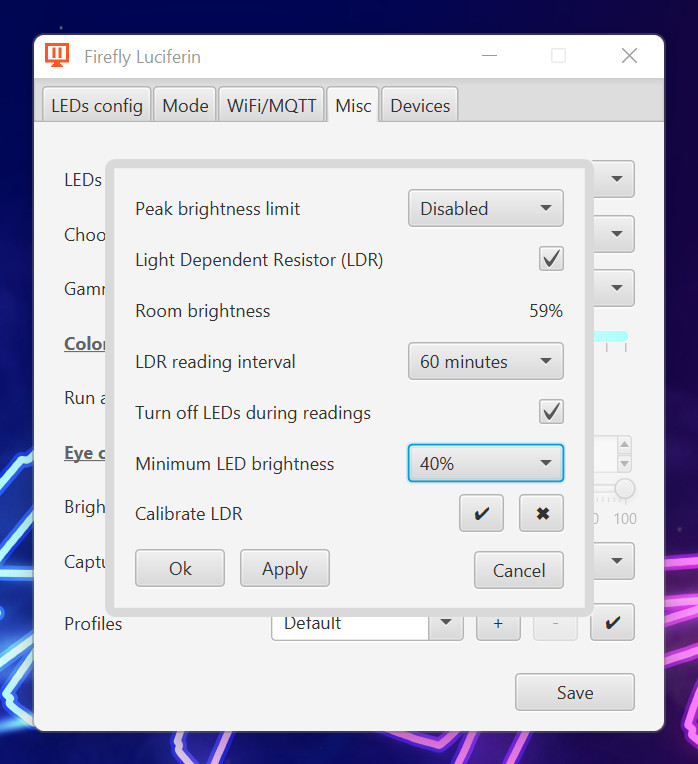 Firefly Luciferin
LEDs config Mode WiFi/MQTT Misc Devices
LEDs
Peak brightness limit Disabled
Choo
Light Dependent Resistor (LDR)
Gam
Room brightness 59%
Color
LDR reading interval 60 minutes
Run a
Turn off LEDs during readings
Eye c
Minimum LED brightness 40%
Brigh
Calibrate LDR
0 100
Captu
Ok Apply Cancel
Profiles Default + -
Save